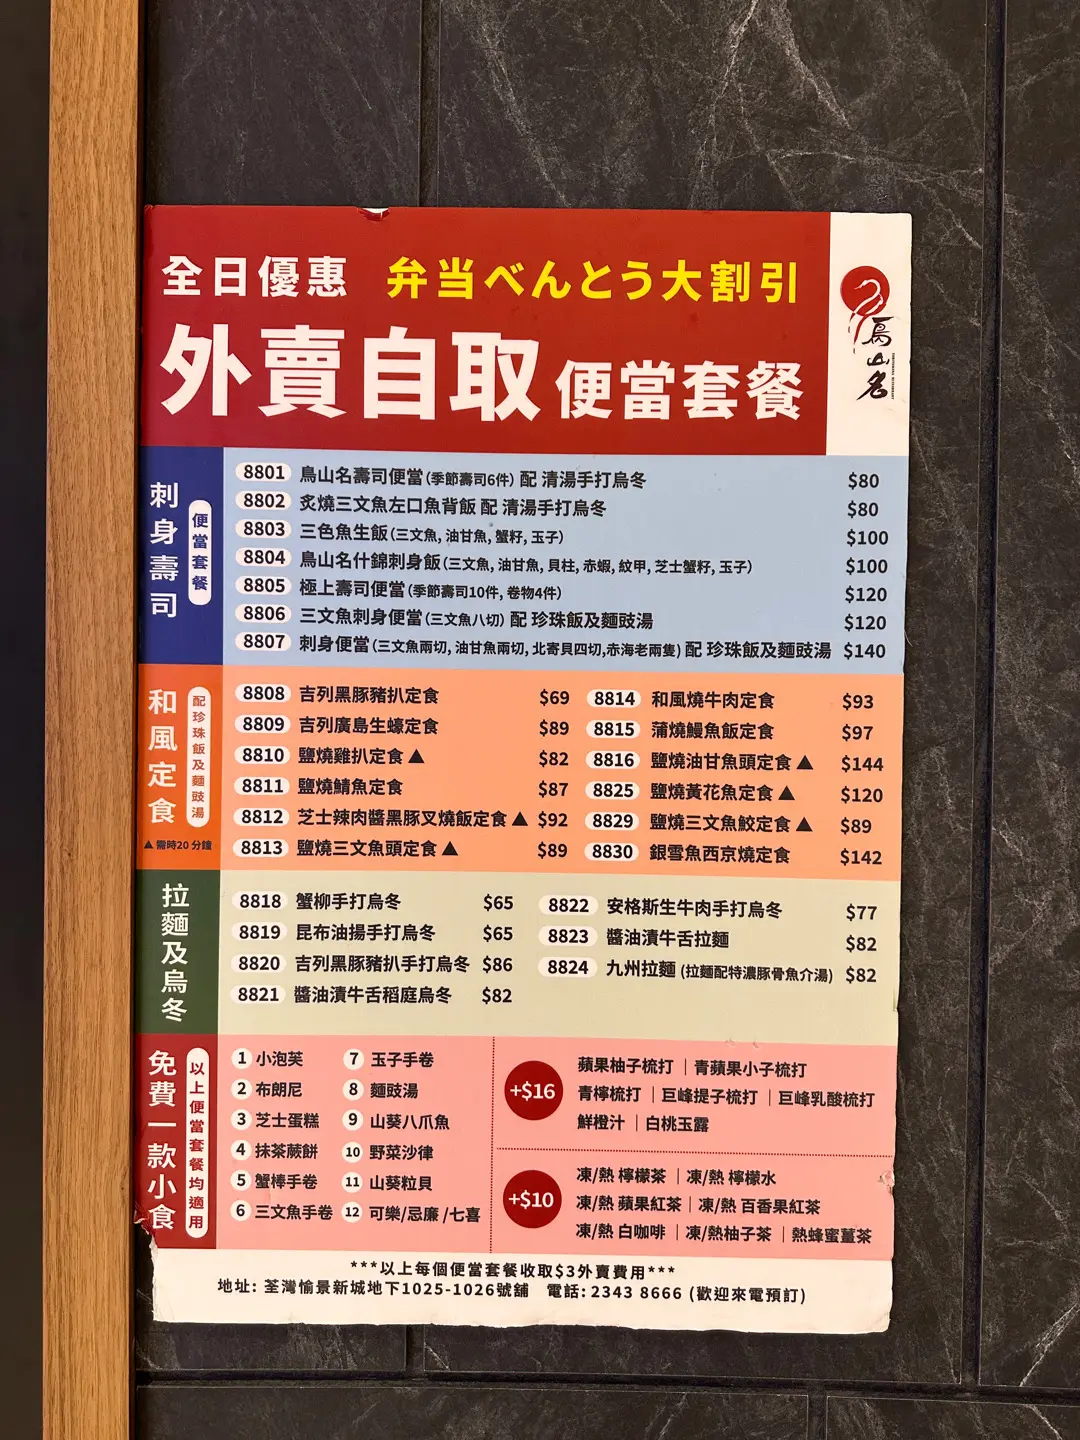 全日優惠 弁当べんとう大割引
外賣自取 便當套餐
鳥山名
刺身壽司
便當套餐
8801 鳥山名壽司便當(季節壽司6件) 配 清湯手打烏冬 $80
8802 炙燒三文魚左口魚背飯 配 清湯手打烏冬 $80
8803 三色魚生飯(三文魚, 油甘魚, 蟹籽, 玉子) $100
8804 鳥山名什錦刺身飯(三文魚, 油甘魚, 貝柱, 赤蝦, 紋甲, 芝士蟹籽, 玉子) $100
8805 極上壽司便當(季節壽司10件, 卷物4件) $120
8806 三文魚刺身便當(三文魚八切) 配 珍珠飯及麵豉湯 $120
8807 刺身便當(三文魚兩切, 油甘魚兩切, 北寄貝四切,赤海老兩隻) 配 珍珠飯及麵豉湯 $140
和風定食
配珍珠飯及麵豉湯
▲需時20分鐘
8808 吉列黑豚豬扒定食 $69
8809 吉列廣島生蠔定食 $89
8810 鹽燒雞扒定食▲ $82
8811 鹽燒鯖魚定食 $87
8812 芝士辣肉醬黑豚叉燒飯定食▲ $92
8813 鹽燒三文魚頭定食▲ $89
8814 和風燒牛肉定食 $93
8815 蒲燒鰻魚飯定食 $97
8816 鹽燒油甘魚頭定食▲ $144
8825 鹽燒黃花魚定食▲ $120
8829 鹽燒三文魚鮫定食▲ $89
8830 銀雪魚西京燒定食 $142
拉麵及烏冬
8818 蟹柳手打烏冬 $65
8819 昆布油揚手打烏冬 $65
8820 吉列黑豚豬扒手打烏冬 $86
8821 醬油漬牛舌稻庭烏冬 $82
8822 安格斯生牛肉手打烏冬 $77
8823 醬油漬牛舌拉麵 $82
8824 九州拉麵 (拉麵配特濃豚骨魚介湯) $82
免費一款小食
以上便當套餐均適用
1 小泡芙
2 布朗尼
3 芝士蛋糕
4 抹茶蕨餅
5 蟹棒手卷
6 三文魚手卷
7 玉子手卷
8 麵豉湯
9 山葵八爪魚
10 野菜沙律
11 山葵粒貝
12 可樂/忌廉/七喜
+$16
蘋果柚子梳打｜青蘋果小子梳打
青檸梳打｜巨峰提子梳打｜巨峰乳酸梳打
鮮橙汁｜白桃玉露
+$10
凍/熱 檸檬茶｜凍/熱 檸檬水
凍/熱 蘋果紅茶｜凍/熱 百香果紅茶
凍/熱 白咖啡｜凍/熱柚子茶｜熱蜂蜜薑茶
***以上每個便當套餐收取$3外賣費用***
地址: 荃灣愉景新城地下1025-1026號舖 電話: 2343 8666 (歡迎來電預訂)